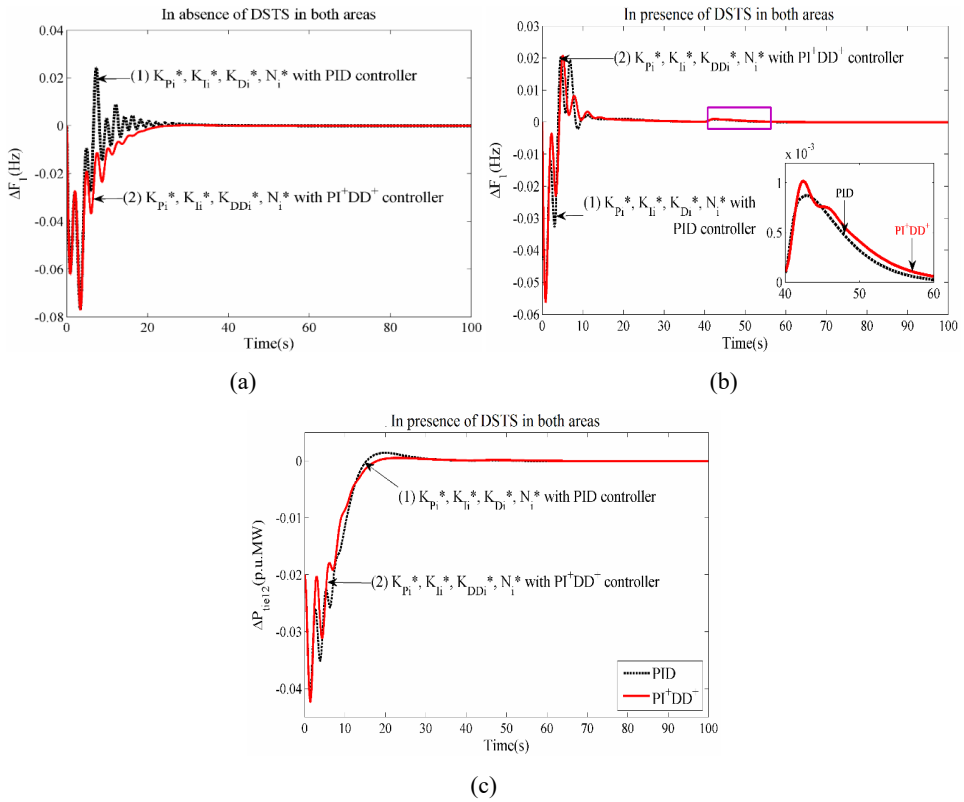 In absence of DSTS in both areas
0.04
0.02
0
-0.02
-0.04
-0.06
-0.08
ΔF1(Hz)
(1) KPi*, KIi*, KDi*, Ni* with PID controller
(2) KPi*, KIi*, KDDi*, Ni* with PI+DD+
controller
0 20 40 60 80 100
Time(s)
(a)
In presence of DSTS in both areas
0.03
0.02
0.01
0
-0.01
-0.02
-0.03
-0.04
-0.05
-0.06
ΔF1(Hz)
(2) KPi*, KIi*, KDDi*, Ni* with PI+DD+
controller
(1) KPi*, KIi*, KDi*, Ni* with
PID controller
x 10-3
1
0.5
0
PID
PI+DD+
40 50 60
0 10 20 30 40 50 60 70 80 90 100
Time(s)
(b)
In presence of DSTS in both areas
0
-0.01
-0.02
-0.03
-0.04
ΔPtie12(p.u.MW)
(1) KPi*, KIi*, KDi*, Ni* with PID controller
(2) KPi*, KIi*, KDDi*, Ni* with PI+DD− controller
PID
PI+DD−
0 10 20 30 40 50 60 70 80 90 100
Time(s)
(c)